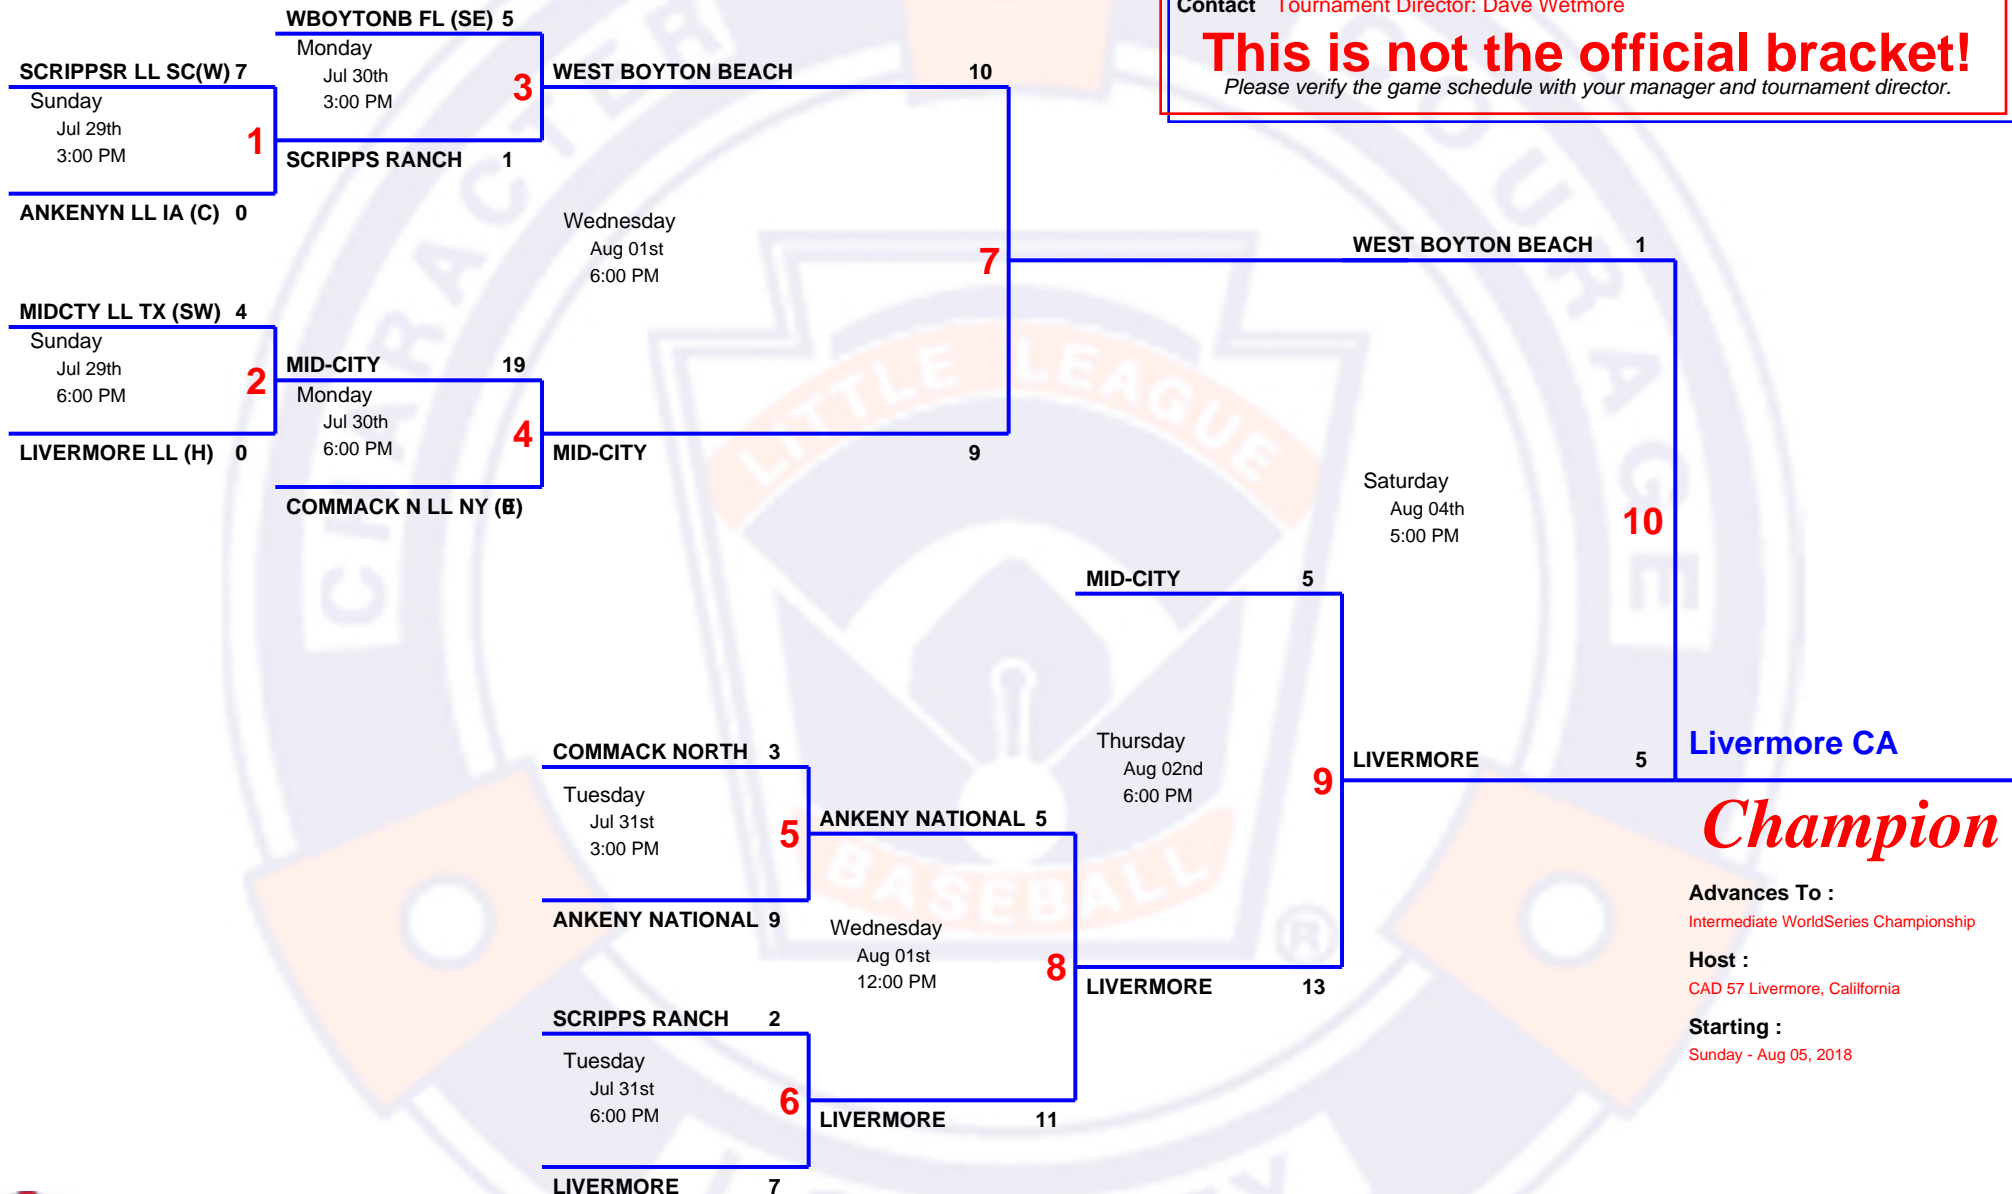 Contact Tournament Director: Dave Wetmore
This is not the official bracket!
Please verify the game schedule with your manager and tournament director.
WBOYTONB FL (SE) 5
Monday
Jul 30th
3:00 PM
3
SCRIPPSR LL SC(W) 7
Sunday
Jul 29th
3:00 PM
1
ANKENYN LL IA (C) 0
SCRIPPS RANCH 1
WEST BOYTON BEACH 10
Wednesday
Aug 01st
6:00 PM
7
MIDCTY LL TX (SW) 4
Sunday
Jul 29th
6:00 PM
2
LIVERMORE LL (H) 0
MID-CITY 19
Monday
Jul 30th
6:00 PM
4
COMMACK N LL NY
MID-CITY 9
WEST BOYTON BEACH 1
Saturday
Aug 04th
5:00 PM
10
MID-CITY 5
Thursday
Aug 02nd
6:00 PM
9
LIVERMORE 5
COMMACK NORTH 3
Tuesday
Jul 31st
3:00 PM
5
ANKENY NATIONAL 9
ANKENY NATIONAL 5
Wednesday
Aug 01st
12:00 PM
8
LIVERMORE 13
SCRIPPS RANCH 2
Tuesday
Jul 31st
6:00 PM
6
LIVERMORE 11
LIVERMORE 7
Livermore CA
Champion
Advances To :
Intermediate WorldSeries Championship
Host :
CAD 57 Livermore, Calilfornia
Starting :
Sunday - Aug 05, 2018
CHARACTER
COURAGE
LITTLE LEAGUE
BASEBALL
®